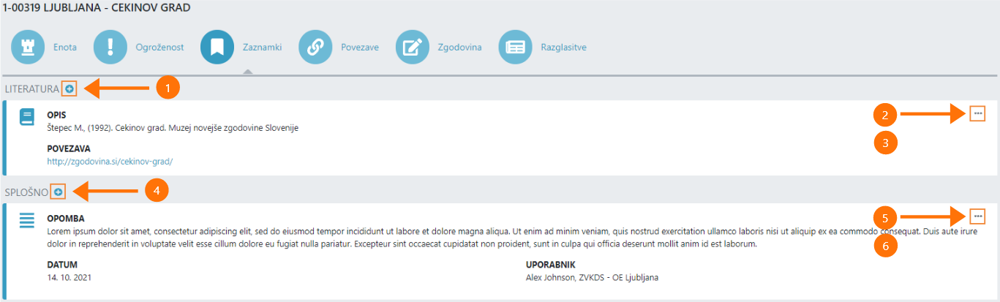 1-00319 LJUBLJANA - CEKINOV GRAD
Enota Ogroženost Zaznamki Povezave Zgodovina Razglasitve
LITERATURA 1
OPIS
2
Štepec M., (1992). Cekinov grad. Muzej novejše zgodovine Slovenije
3
POVEZAVA
http://zgodovina.si/cekinov-grad/
SPLOŠNO 4
OPOMBA
5
Lorem ipsum dolor sit amet, consectetur adipiscing elit, sed do eiusmod tempor incididunt ut labore et dolore magna aliqua. Ut enim ad minim veniam, quis nostrud exercitation ullamco laboris nisi ut aliquip ex ea commodo consequat. Duis aute irure
dolor in reprehenderit in voluptate velit esse cillum dolore eu fugiat nulla pariatur. Excepteur sint occaecat cupidatat non proident, sunt in culpa qui officia deserunt mollit anim id est laborum.
6
DATUM UPORABNIK
14. 10. 2021 Alex Johnson, ZVKDS - OE Ljubljana